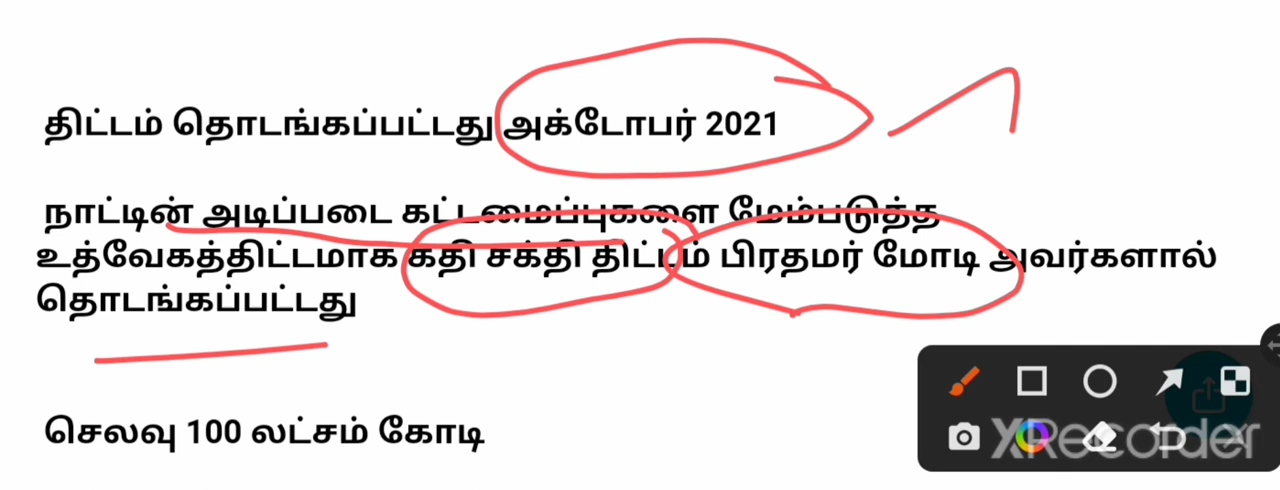 திட்டம் தொடங்கப்பட்டது அக்டோபர் 2021
நாட்டின் அடிப்படை கட்டமைப்புகளை மேம்படுத்த
உத்வேகத்திட்டமாக கதி சக்தி திட்டம் பிரதமர் மோடி அவர்களால்
தொடங்கப்பட்டது
செலவு 100 லட்சம் கோடி
XRecorder